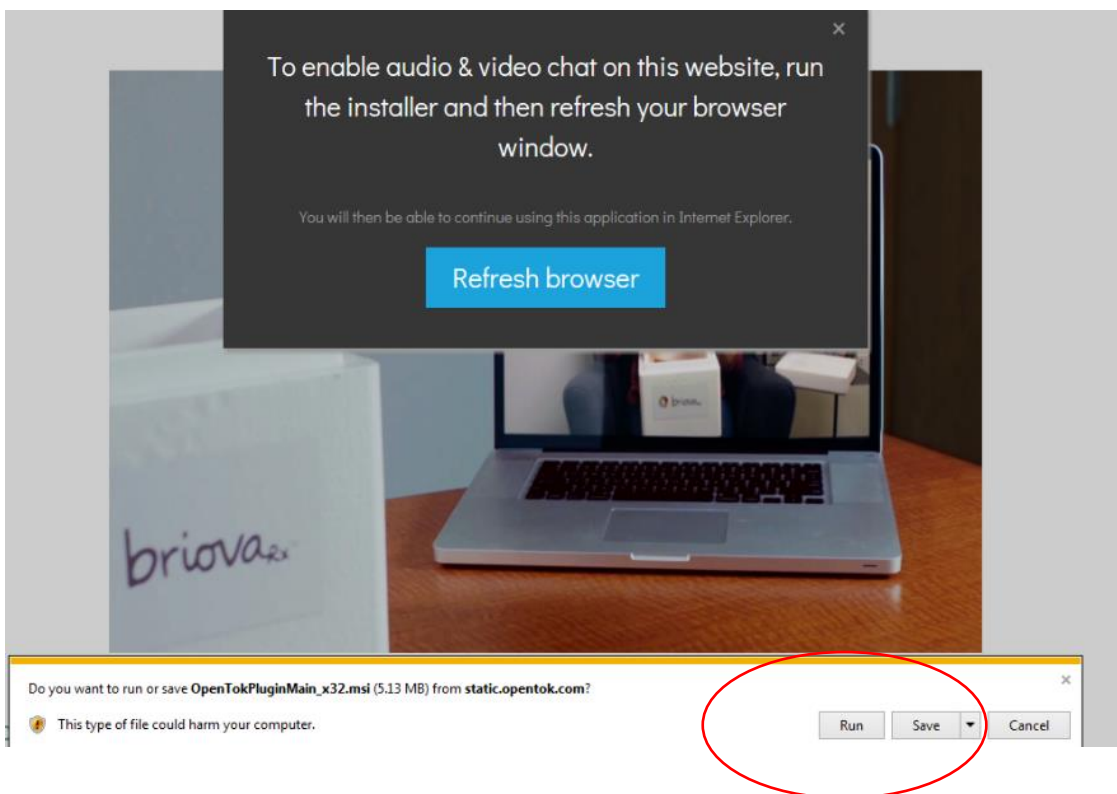 ×
To enable audio & video chat on this website, run
the installer and then refresh your browser
window.
You will then be able to continue using this application in Internet Explorer.
Refresh browser
briova
briovaRx
Do you want to run or save OpenTokPluginMain_x32.msi (5.13 MB) from static.opentok.com?
×
This type of file could harm your computer.
Run Save Cancel